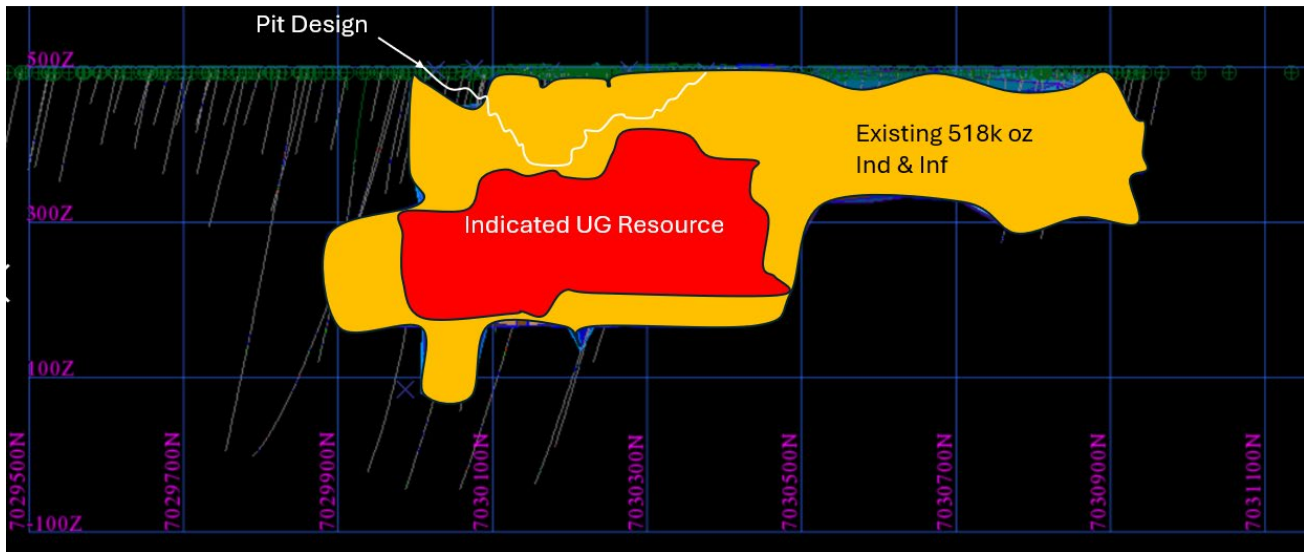 Pit Design
500Z
Existing 518k oz
Ind & Inf
300Z
Indicated UG Resource
100Z
-100Z
7029500N
7029700N
7029900N
7030100N
7030300N
7030500N
7030700N
7030900N
7031100N